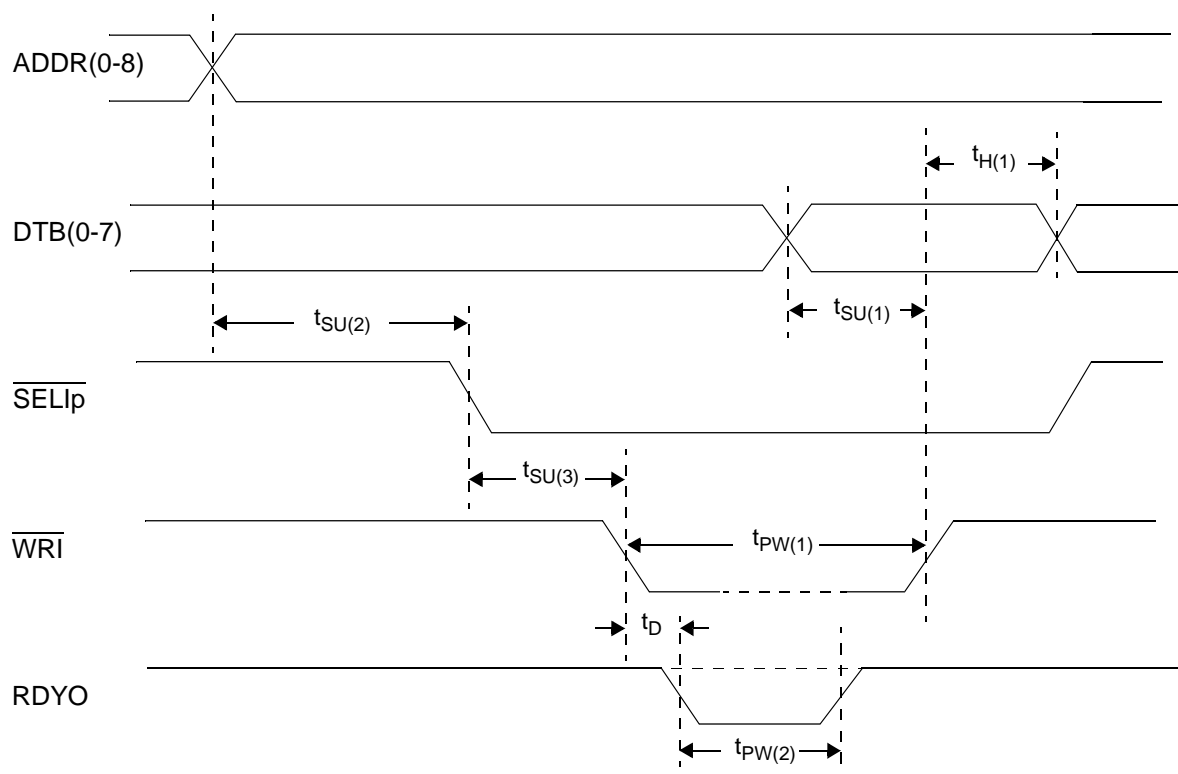 ADDR(0-8)
tH(1)
DTB(0-7)
tSU(1)
tSU(2)
SELIp
tSU(3)
WRI
tPW(1)
tD
RDYO
tPW(2)